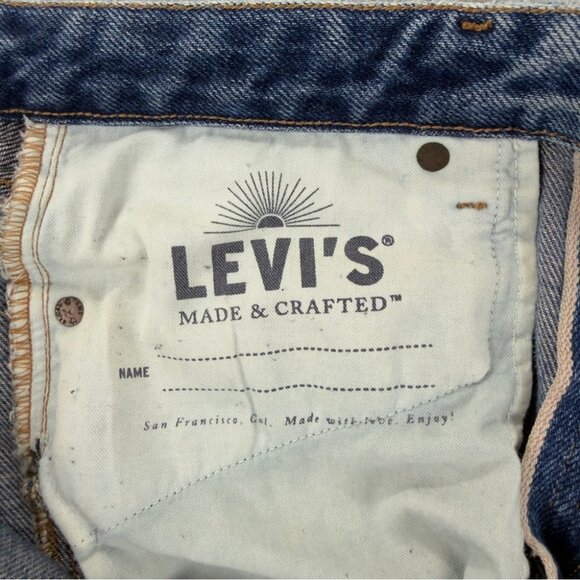 LEVI'S®
MADE & CRAFTED™
NAME
San Francisco, Cal. Made with love. Enjoy!